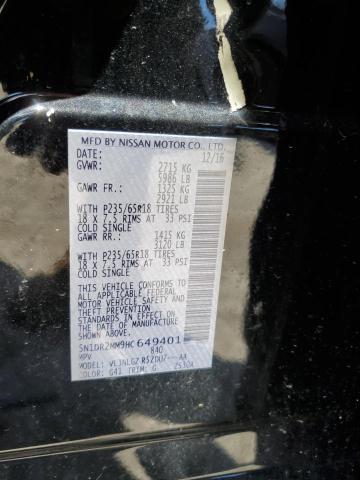 MFD BY NISSAN MOTOR CO., LTD.
DATE: 12/16
GVWR: 2715 KG
5986 LB
GAWR FR: 1325 KG
2921 LB
WITH P235/65R18 TIRES
18 X 7.5 RIMS AT 33 PSI
COLD SINGLE
GAWR RR: 1415 KG
3120 LB
WITH P235/65R18 TIRES
18 X 7.5 RIMS AT 33 PSI
COLD SINGLE
THIS VEHICLE CONFORMS TO ALL
APPLICABLE FEDERAL
MOTOR VEHICLE SAFETY AND
THEFT PREVENTION
STANDARDS IN EFFECT ON THE
DATE OF MANUFACTURE
SHOWN ABOVE.
5N1DR2MM9HC649401
MPV 840
MODEL: AA
COLOR: G41 TRIM: G